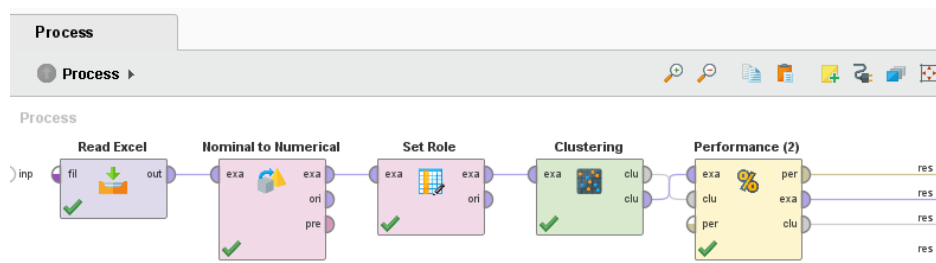 Process
Process
Process
Read Excel
Nominal to Numerical
Set Role
Clustering
Performance (2)
inp
fil
out
exa
exa
ori
pre
exa
exa
ori
exa
clu
clu
exa
clu
per
per
exa
clu
res
res
res
res